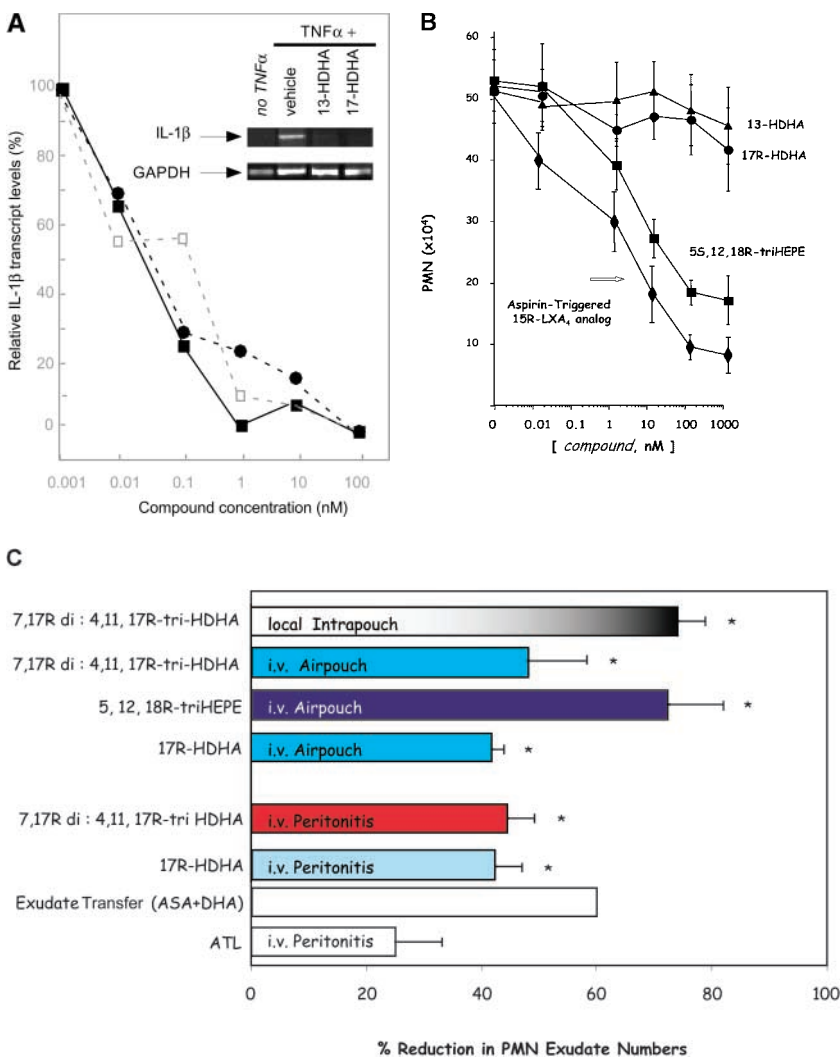 A
TNFα +
no TNFα
vehicle
13-HDHA
17-HDHA
IL-1β
GAPDH
Relative IL-1β transcript levels (%)
100
80
60
40
20
0
0.001
0.01
0.1
1
10
100
Compound concentration (nM)
B
60
50
40
30
20
10
PMN (x10⁴)
13-HDHA
17R-HDHA
5S,12,18R-triHEPE
Aspirin-Triggered
15R-LXA₄ analog
0
0.01
0.1
1
10
100
1000
[ compound, nM ]
C
7,17R di : 4,11, 17R-tri-HDHA
local Intrapouch
*
7,17R di : 4,11, 17R-tri-HDHA
i.v. Airpouch
*
5, 12, 18R-triHEPE
i.v. Airpouch
*
17R-HDHA
i.v. Airpouch
*
7,17R di : 4,11, 17R-tri HDHA
i.v. Peritonitis
*
17R-HDHA
i.v. Peritonitis
*
Exudate Transfer (ASA+DHA)
ATL
i.v. Peritonitis
0
20
40
60
80
100
% Reduction in PMN Exudate Numbers